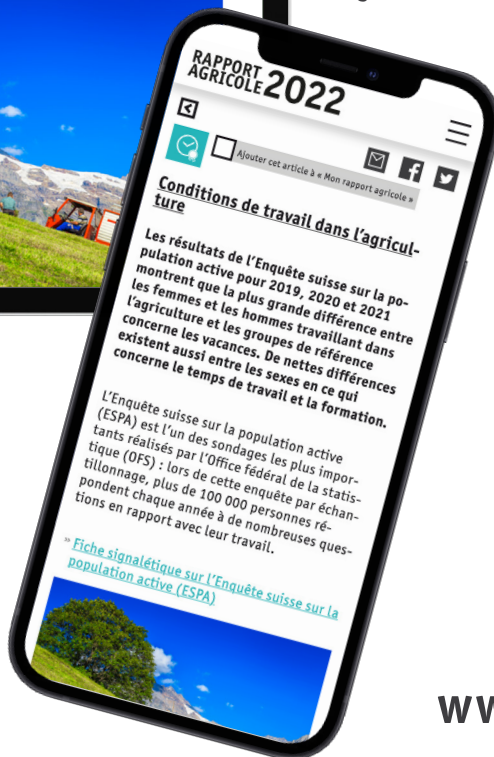 RAPPORT
AGRICOLE 2022
Ajouter cet article à « Mon rapport agricole »
Conditions de travail dans l'agricul-
ture
Les résultats de l'Enquête suisse sur la po-
pulation active pour 2019, 2020 et 2021
montrent que la plus grande différence entre
les femmes et les hommes travaillant dans
l'agriculture et les groupes de référence
concerne les vacances. De nettes différences
existent aussi entre les sexes en ce qui
concerne le temps de travail et la formation.
L'Enquête suisse sur la population active
(ESPA) est l'un des sondages les plus impor-
tants réalisés par l'Office fédéral de la statis-
tique (OFS) : lors de cette enquête par échan-
tillonnage, plus de 100 000 personnes ré-
pondent chaque année à de nombreuses ques-
tions en rapport avec leur travail.
» Fiche signalétique sur l'Enquête suisse sur la
population active (ESPA)